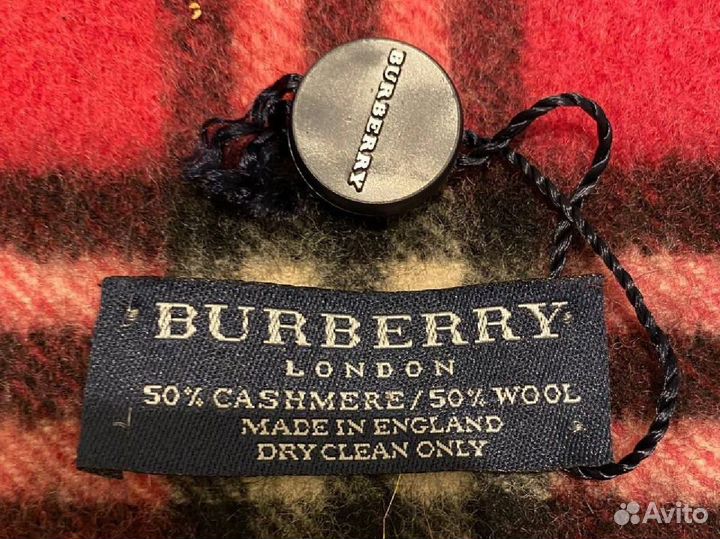 BURBERRY
BURBERRY
LONDON
50% CASHMERE/50% WOOL
MADE IN ENGLAND
DRY CLEAN ONLY
Avito